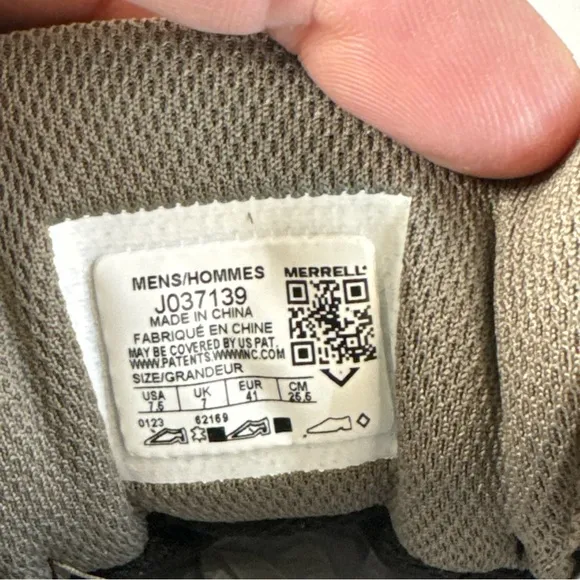 MENS/HOMMES
MERRELL
J037139
MADE IN CHINA
FABRIQUÉ EN CHINE
MAY BE COVERED BY US PAT.
WWW.PATENTS.WWWINC.COM
SIZE/GRANDEUR
USA UK EUR CM
7.5 7 41 25.5
0123 62169